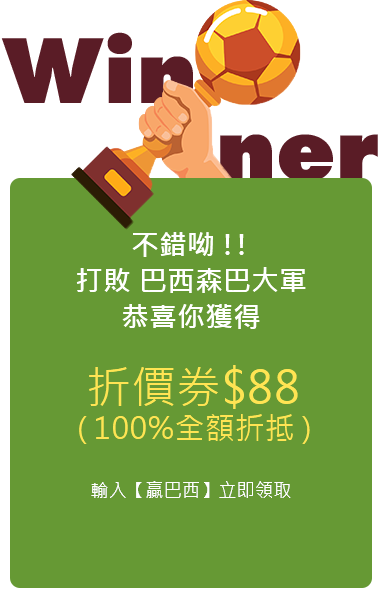 Winner
不錯呦!!
打敗 巴西森巴大軍
恭喜你獲得
折價券$88
(100%全額折抵)
輸入【贏巴西】立即領取